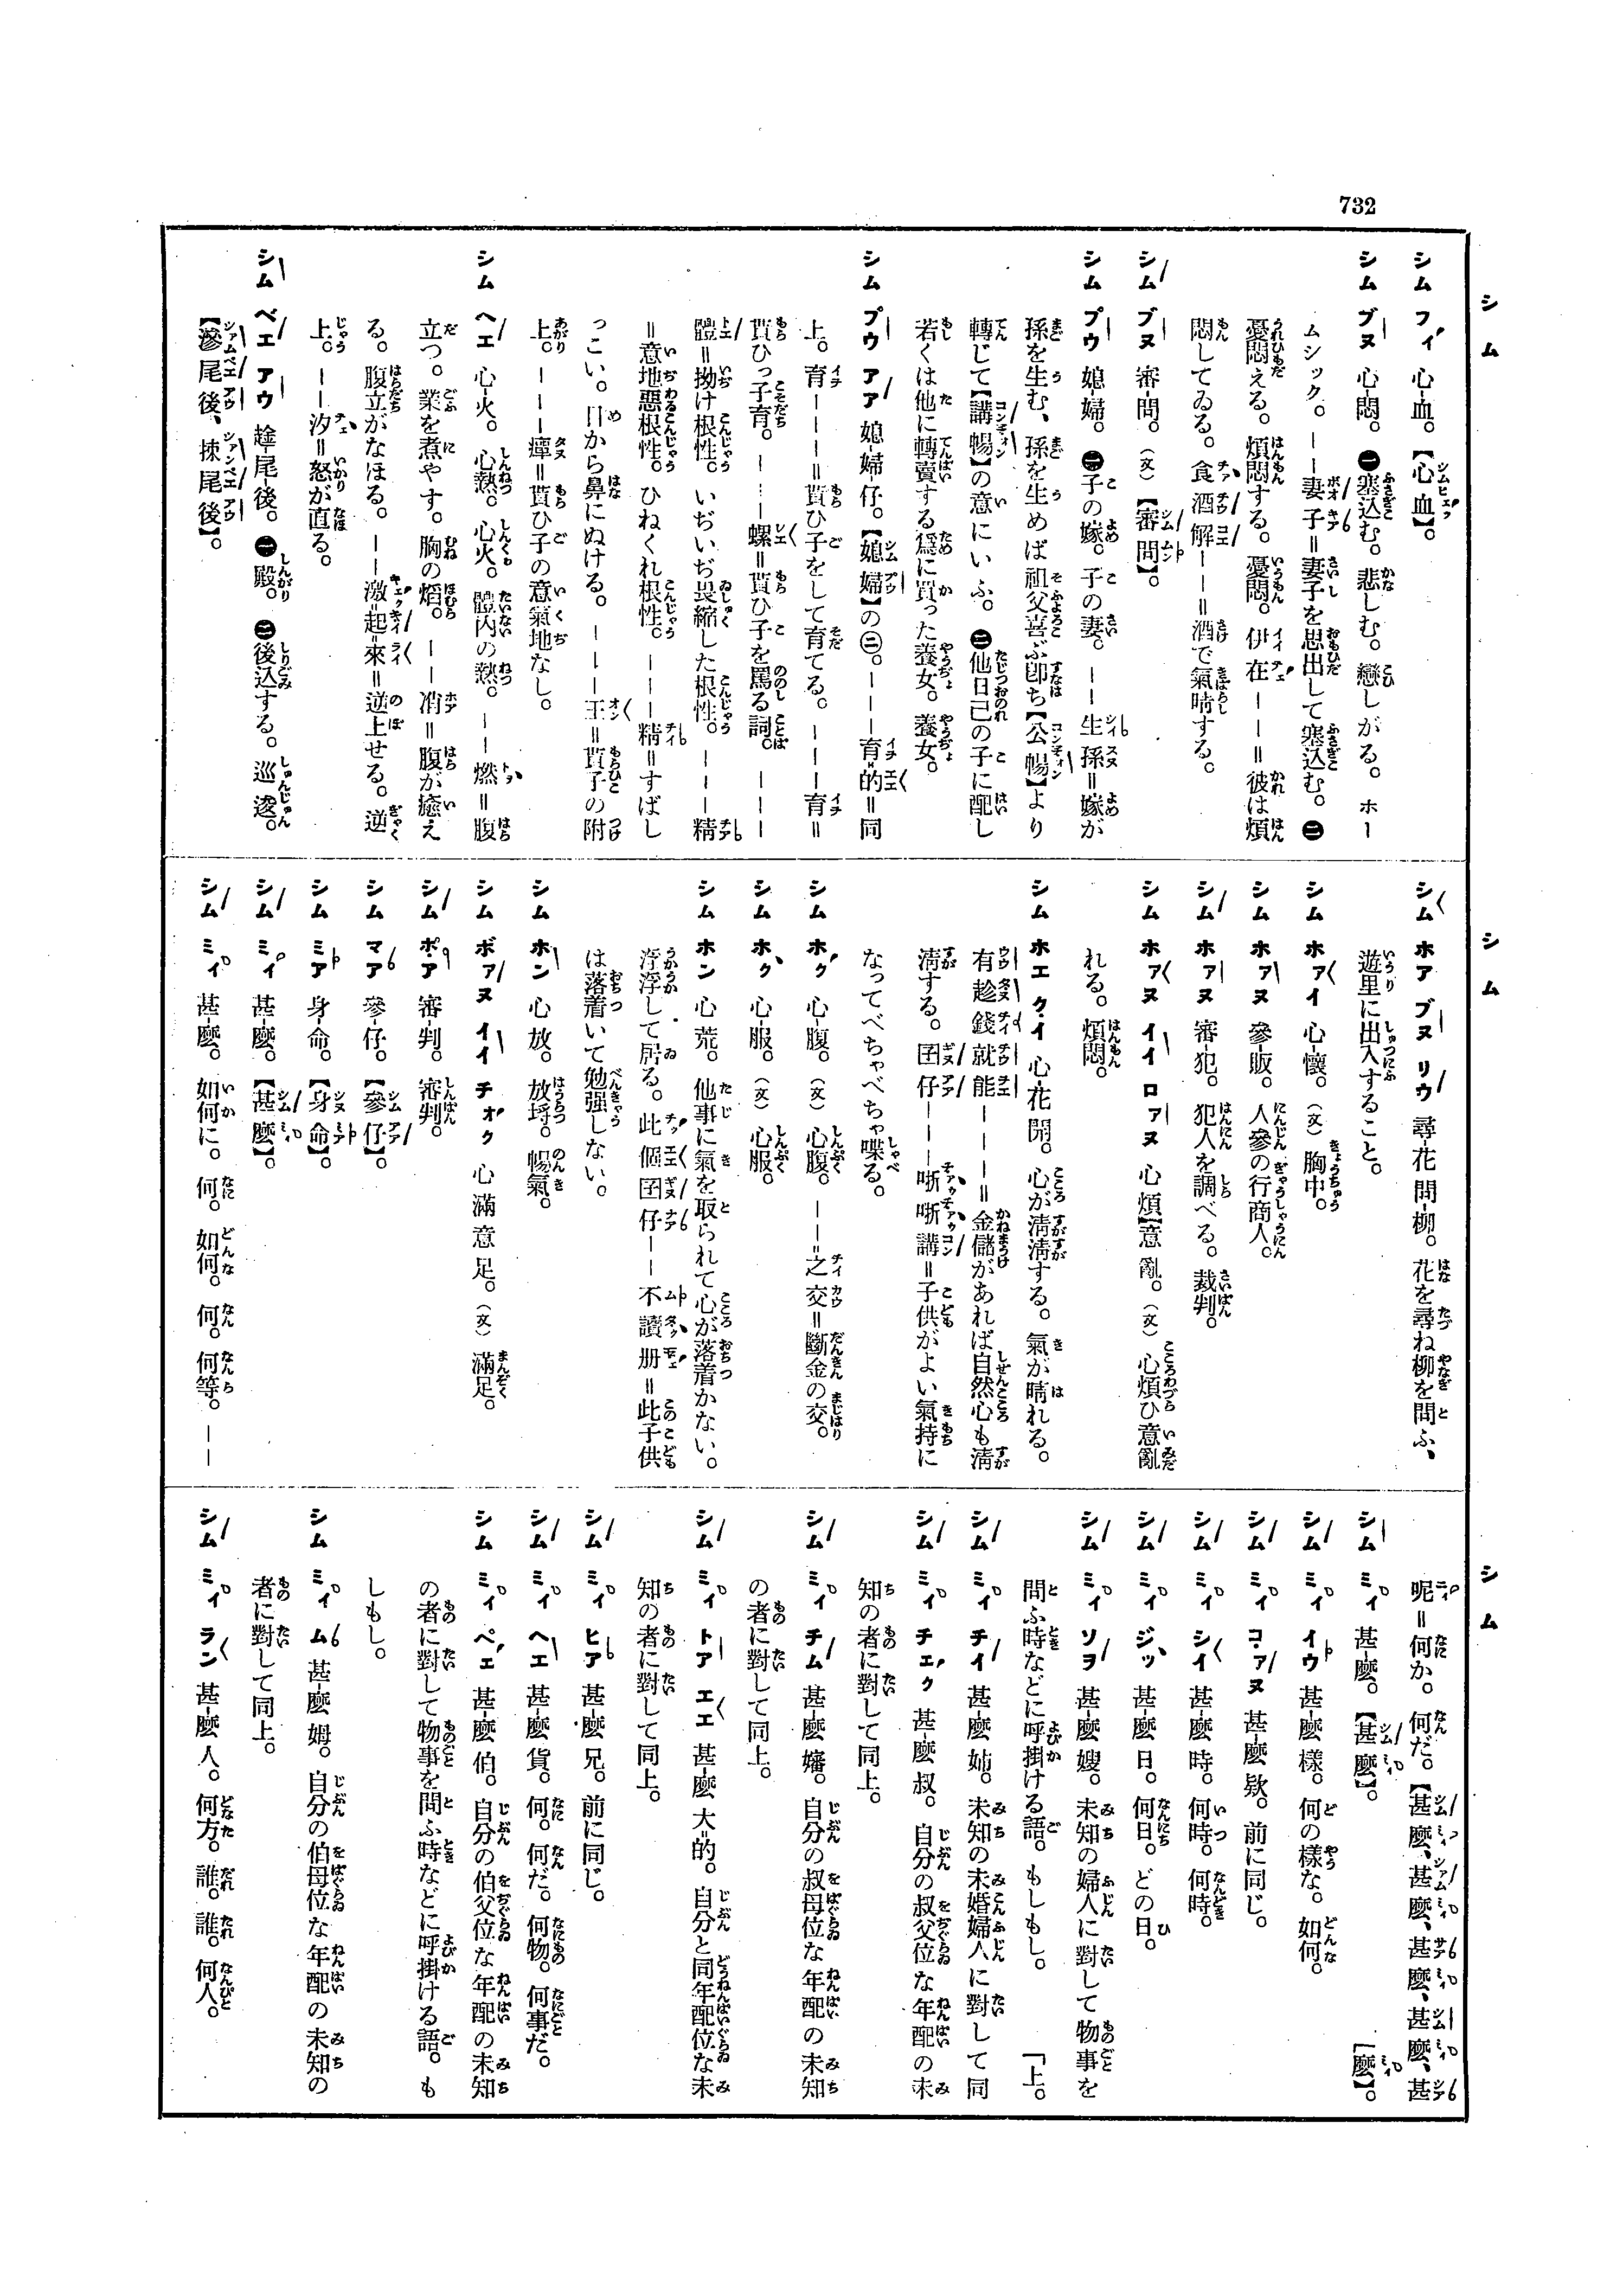 732
シム
シム フィ 心-血。【心血】。
シム ブヌ 心-悶。㊀塞込む。悲しむ。戀しがる。ホー
ムシック。——妻子＝妻子を思出して塞込む。㊁
憂悶える。煩悶する。憂悶。伊在——＝彼は煩
悶してゐる。食酒解——＝酒で氣晴する。
シム ブヌ 審-問。(文)【審問】。
シム プウ 媳-婦。㊀子の嫁。子の妻。——生孫＝嫁が
孫を生む、孫を生めば祖父喜ぶ卽ち【公暢】より
轉じて【講暢】の意にいふ。㊁他日己の子に配し
若くは他に轉賣する爲に買った養女。養女。
シム プウ アア 媳-婦-仔。【媳婦】の㊁。———育的＝同
上。育———＝貰ひ子をして育てる。———育＝
貰ひっ子育。———螺＝貰ひ子を罵る詞。———
體＝拗け根性。いぢいぢ畏縮した根性。———精
＝意地惡根性。ひねくれ根性。———精＝すばし
っこい。目から鼻にぬける。———王＝貰子の附
上。———瘴＝貰ひ子の意氣地なし。
シム ヘエ 心-火。心熱。心火。體內の熱。——燃＝腹
立つ。業を煮やす。胸の焰。——消＝腹が癒え
る。腹立がなほる。——激起來＝逆上せる。逆
上。——汐＝怒が直る。
シム ベエ アウ 尾-後。㊀殿。㊁後込する。巡逡。
【尾後、揀尾後】。
シム
シム ホア ブヌ リウ 尋-花問-柳。花を尋ね柳を問ふ、
遊里に出入すること。
シム ホァイ 心-懷。(文)胸中。
シム ホァヌ 參-販。人參の行商人。
シム ホァヌ 審-犯。犯人を調べる。裁判。
シム ホァヌ イイ ロァヌ 心煩意亂。(文)心煩ひ意亂
れる。煩悶。
シム ホエ クイ 心-花開。心が淸淸する。氣が晴れる。
有趁錢就能———＝金儲があれば自然心も淸
淸する。囝仔———哳哳講＝子供がよい氣持に
なってべちゃべちゃ喋る。
シム ホク 心-腹。(文)心腹。——之交＝斷金の交。
シム ホク 心-服。(文)心服。
シム ホン 心荒。他事に氣を取られて心が落着かない。
浮浮して居る。此個囝仔——不讀册＝此子供
は落着いて勉强しない。
シム ホン 心放。放埓。暢氣。
シム ボァヌ イイ チォク 心滿意足。(文)滿足。
シム ポア 審-判。審判。
シム マア 參-仔。【參仔】。
シム ミア 身-命。【身命】。
シム ミィ 甚-麼。【甚麼】。
シム ミィ 甚-麼。如何に。何。如何。何。何等。——
シム
呢＝何か。何だ。【甚麼、甚麼、甚麼、甚麼、甚
麼】。
シム ミィ 甚-麼。【甚麼】。
シム ミィ イウ 甚-麼樣。何の樣な。如何。
シム ミィ コァヌ 甚-麼欵。前に同じ。
シム ミィ シイ 甚-麼時。何時。何時。
シム ミィ ジッ 甚-麼日。何日。どの日。
シム ミィ ソヲ 甚-麼嫂。未知の婦人に對して物事を
問ふ時などに呼掛ける語。もしもし。
シム ミィ チイ 甚-麼姉。未知の未婚婦人に對して同
上。
シム ミィ チェク 甚-麼叔。自分の叔父位な年配の未
知の者に對して同上。
シム ミィ チム 甚-麼嬸。自分の叔母位な年配の未知
の者に對して同上。
シム ミィ トア エエ 甚-麼大的。自分と同年配位な未
知の者に對して同上。
シム ミィ ヒア 甚-麼兄。前に同じ。
シム ミィ ヘエ 甚-麼貨。何。何だ。何物。何事だ。
シム ミィ ペェ 甚-麼伯。自分の伯父位な年配の未知
の者に對して物事を問ふ時などに呼掛ける語。も
しもし。
シム ミィ ム 甚-麼姆。自分の伯母位な年配の未知の
者に對して同上。
シム ミィ ラン 甚-麼人。何方。誰。誰。何人。